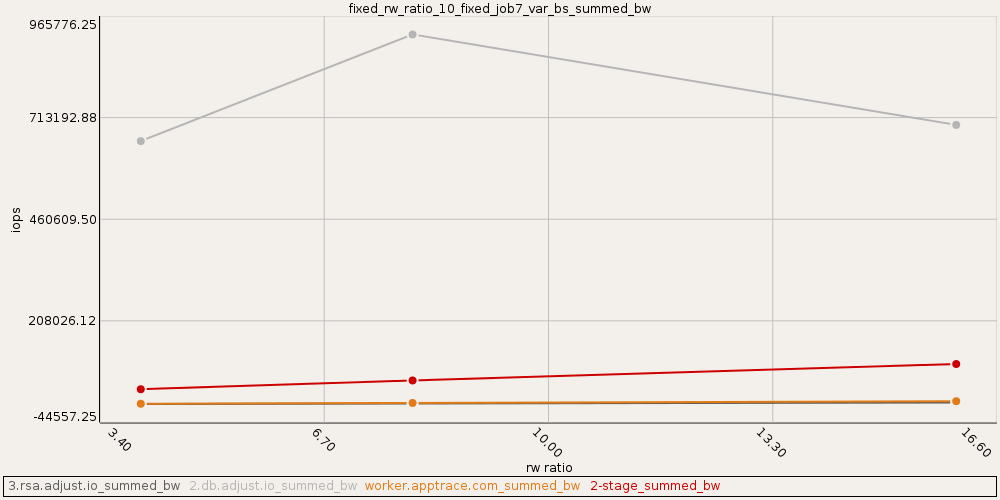 fixed_rw_ratio_10_fixed_job7_var_bs_summed_bw
965776.25
713192.88
460609.50
208026.12
-44557.25
iops
3.40
6.70
10.00
13.30
16.60
rw ratio
3.rsa.adjust.io_summed_bw 2.db.adjust.io_summed_bw worker.apptrace.com_summed_bw 2-stage_summed_bw